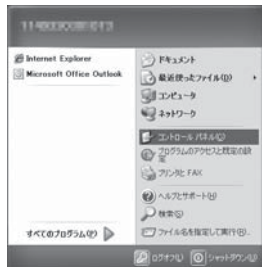 Internet Explorer
Microsoft Office Outlook
すべてのプログラム(P)
ドキュメント
最近使ったファイル(D)
コンピュータ
ネットワーク
コントロール パネル(C)
プログラムのアクセスと既定の設定
プリンタと FAX
ヘルプとサポート(H)
検索(S)
ファイル名を指定して実行(R)...
ログオフ(L)
シャットダウン(U)